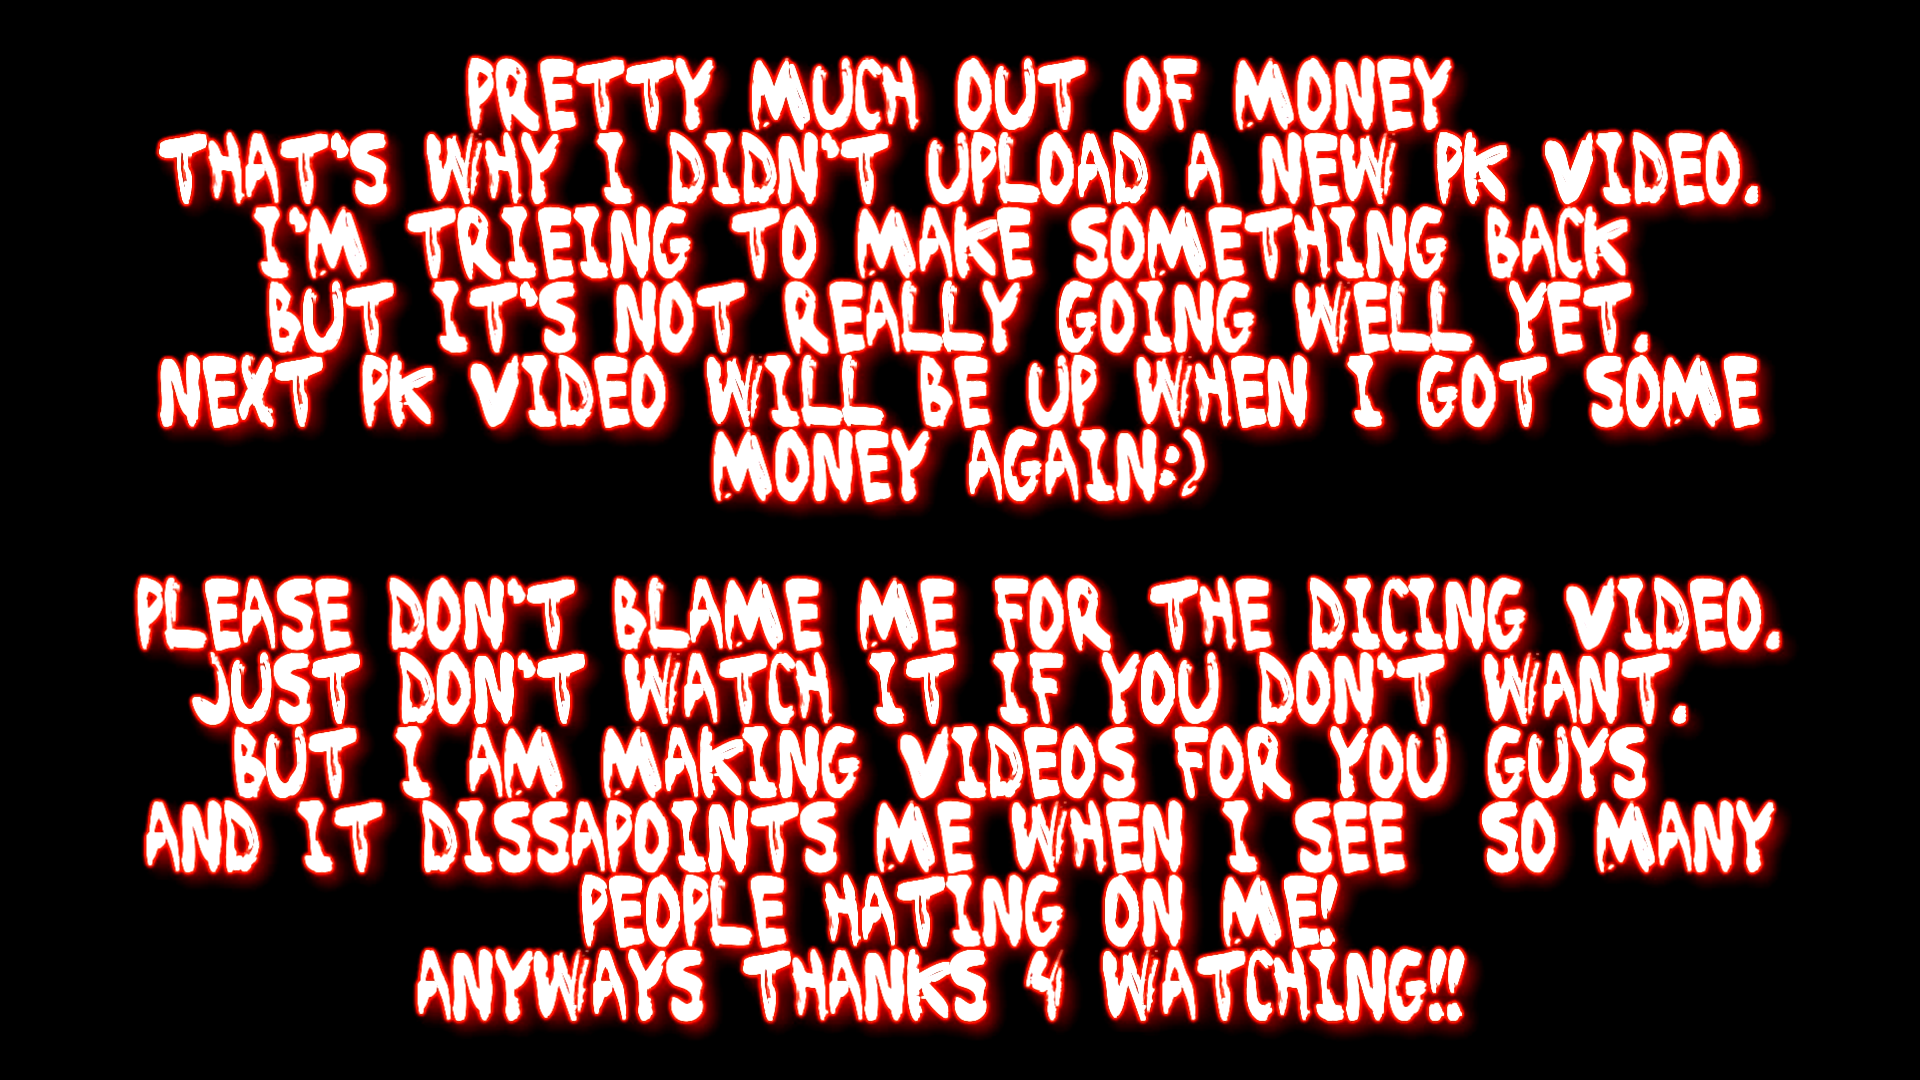 PRETTY MUCH OUT OF MONEY
THAT'S WHY I DIDN'T UPLOAD A NEW PK VIDEO.
I'M TRIEING TO MAKE SOMETHING BACK
BUT IT'S NOT REALLY GOING WELL YET.
NEXT PK VIDEO WILL BE UP WHEN I GOT SOME
MONEY AGAIN:)
PLEASE DON'T BLAME ME FOR THE DICING VIDEO.
JUST DON'T WATCH IT IF YOU DON'T WANT.
BUT I AM MAKING VIDEOS FOR YOU GUYS
AND IT DISSAPOINTS ME WHEN I SEE  SO MANY
PEOPLE HATING ON ME!
ANYWAYS THANKS 4 WATCHING!!